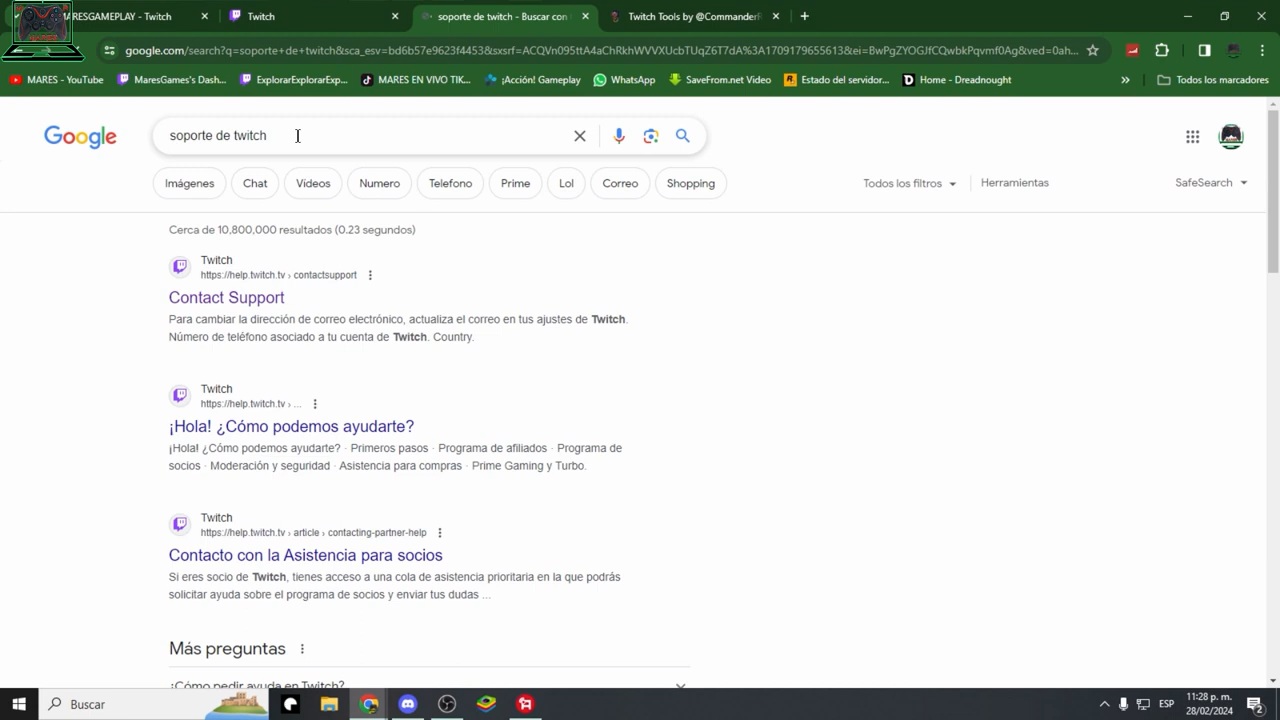 MARESGAMEPLAY - Twitch
Twitch
soporte de twitch - Buscar con
Twitch Tools by @CommanderR
google.com/search?q=soporte+de+twitch&sca_esv=bd6b57e9623f4453&sxsrf=ACQVn095ttA4aChRkhWVVXUcbTUqZ6T7dA%3A1709179655613&ei=BwPgZYOGJfCQwbkPqvmf0Ag&ved=0ah...
MARES - YouTube
MaresGames's Dash...
ExplorarExplorarExp...
MARES EN VIVO TIK...
¡Acción! Gameplay
WhatsApp
SaveFrom.net Video
Estado del servidor...
Home - Dreadnought
»
Todos los marcadores
Google
soporte de twitch
Imágenes
Chat
Videos
Numero
Telefono
Prime
Lol
Correo
Shopping
Todos los filtros
Herramientas
SafeSearch
Cerca de 10,800,000 resultados (0.23 segundos)
Twitch
https://help.twitch.tv › contactsupport
Contact Support
Para cambiar la dirección de correo electrónico, actualiza el correo en tus ajustes de Twitch.
Número de teléfono asociado a tu cuenta de Twitch. Country.
Twitch
https://help.twitch.tv › ...
¡Hola! ¿Cómo podemos ayudarte?
¡Hola! ¿Cómo podemos ayudarte? · Primeros pasos · Programa de afiliados · Programa de
socios · Moderación y seguridad · Asistencia para compras · Prime Gaming y Turbo.
Twitch
https://help.twitch.tv › article › contacting-partner-help
Contacto con la Asistencia para socios
Si eres socio de Twitch, tienes acceso a una cola de asistencia prioritaria en la que podrás
solicitar ayuda sobre el programa de socios y enviar tus dudas ...
Más preguntas
¿Cómo pedir ayuda en Twitch?
Buscar
ESP
11:28 p. m.
28/02/2024
2